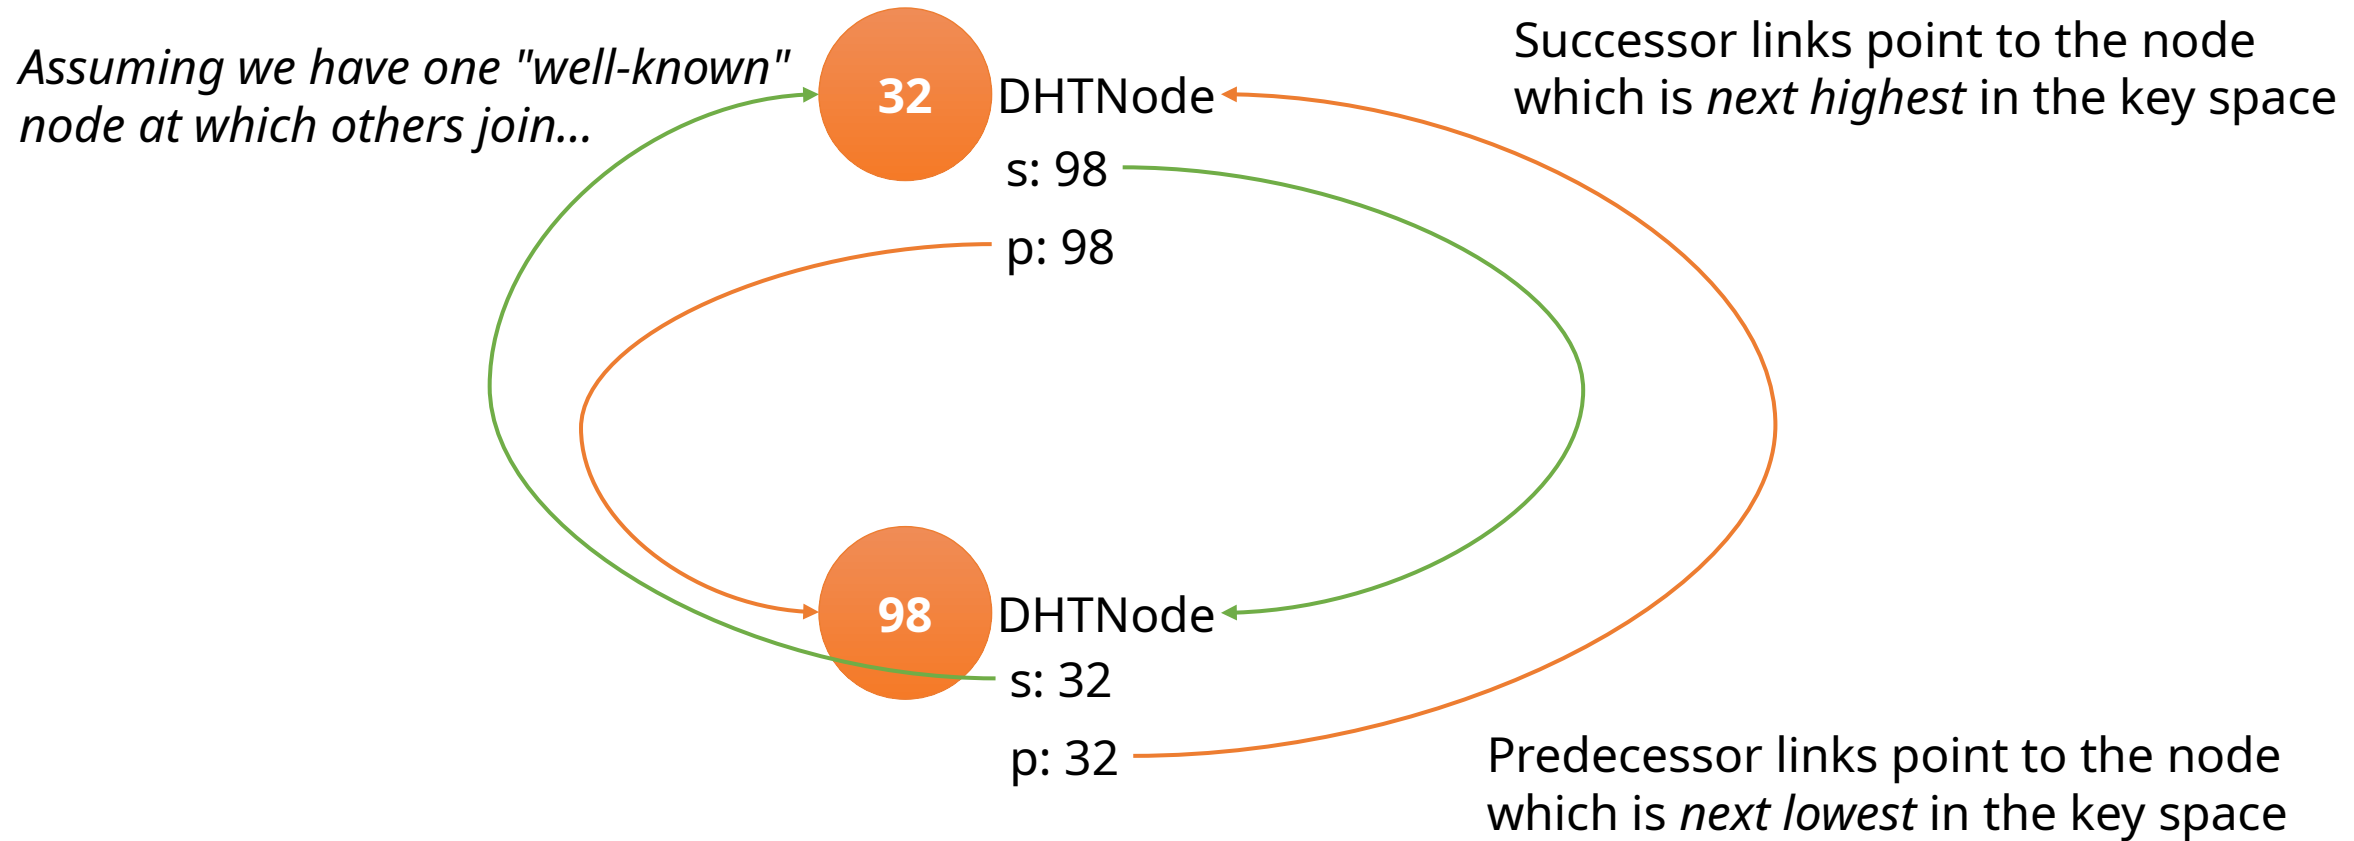 Assuming we have one "well-known"
node at which others join...
32
DHTNode
s: 98
p: 98
Successor links point to the node
which is next highest in the key space
98
DHTNode
s: 32
p: 32
Predecessor links point to the node
which is next lowest in the key space